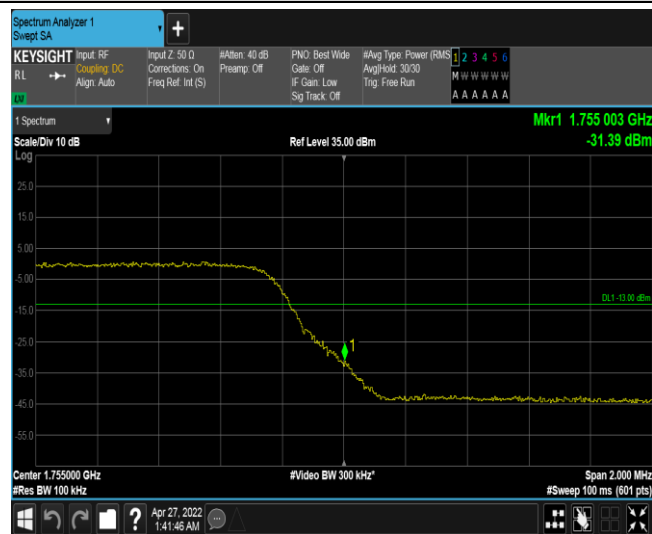 Spectrum Analyzer 1
Swept SA
+
KEYSIGHT Input: RF
RL Coupling: DC
Align: Auto
Input Z: 50 Ω
Corrections: On
Freq Ref: Int (S)
#Atten: 40 dB
Preamp: Off
PNO: Best Wide
Gate: Off
IF Gain: Low
Sig Track: Off
#Avg Type: Power (RMS
Avg|Hold: 30/30
Trig: Free Run
1 2 3 4 5 6
M W W W W W
A A A A A A
1 Spectrum
Scale/Div 10 dB
Ref Level 35.00 dBm
Mkr1 1.755 003 GHz
-31.39 dBm
Log
25.0
15.0
5.00
-5.00
-15.0
-25.0
-35.0
-45.0
-55.0
DL1 -13.00 dBm
1
Center 1.755000 GHz
#Res BW 100 kHz
#Video BW 300 kHz*
Span 2.000 MHz
#Sweep 100 ms (601 pts)
?
Apr 27, 2022
1:41:46 AM